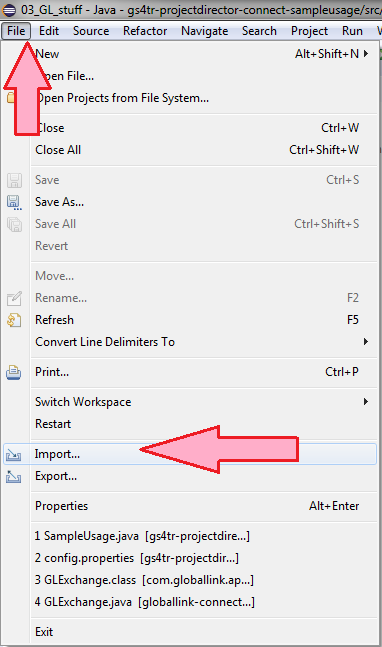 03_GL_stuff - Java - gs4tr-projectdirector-connect-sampleusage/src/
File Edit Source Refactor Navigate Search Project Run W
New Alt+Shift+N
Open File...
Open Projects from File System...
Close Ctrl+W
Close All Ctrl+Shift+W
Save Ctrl+S
Save As...
Save All Ctrl+Shift+S
Revert
Move...
Rename... F2
Refresh F5
Convert Line Delimiters To
Print... Ctrl+P
Switch Workspace
Restart
Import...
Export...
Properties Alt+Enter
1 SampleUsage.java [gs4tr-projectdire...
2 config.properties [gs4tr-projectdir...
3 GLExchange.class [com.globallink.ap...
4 GLExchange.java [globallink-connect...
Exit